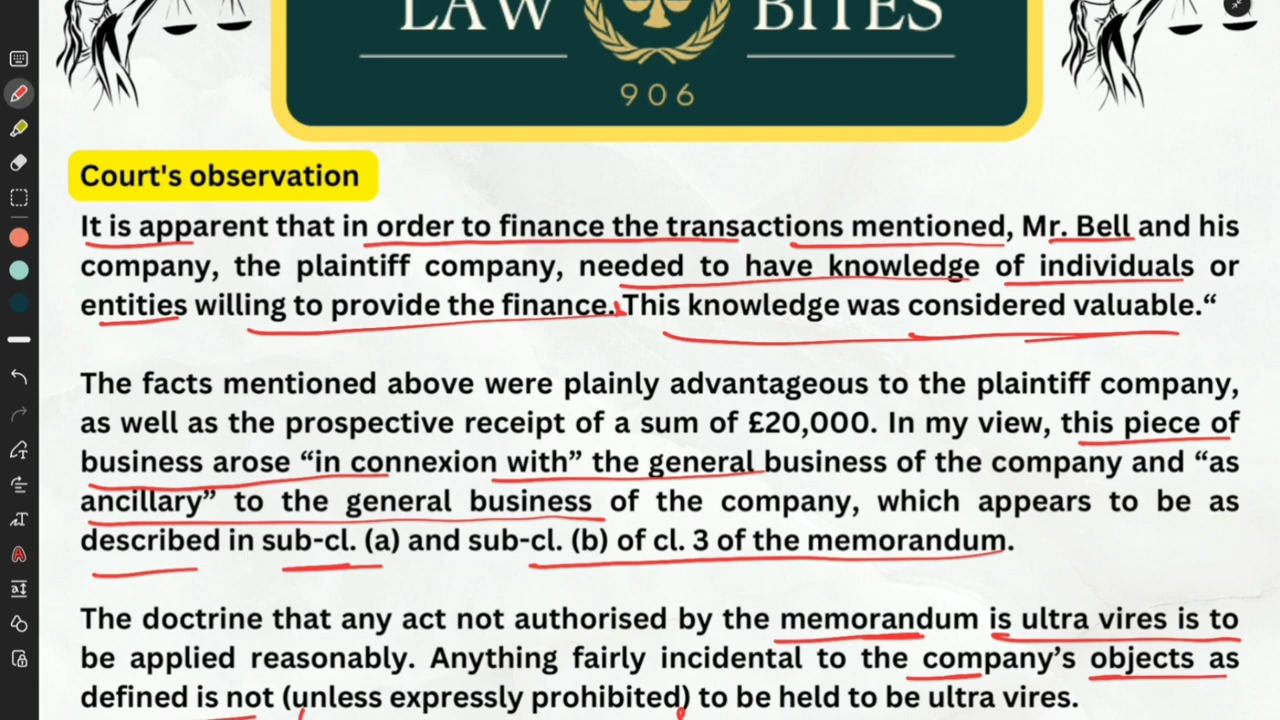 LAW BITES
906
Court's observation
It is apparent that in order to finance the transactions mentioned, Mr. Bell and his
company, the plaintiff company, needed to have knowledge of individuals or
entities willing to provide the finance. This knowledge was considered valuable.“
The facts mentioned above were plainly advantageous to the plaintiff company,
as well as the prospective receipt of a sum of £20,000. In my view, this piece of
business arose “in connexion with” the general business of the company and “as
ancillary” to the general business of the company, which appears to be as
described in sub-cl. (a) and sub-cl. (b) of cl. 3 of the memorandum.
The doctrine that any act not authorised by the memorandum is ultra vires is to
be applied reasonably. Anything fairly incidental to the company’s objects as
defined is not (unless expressly prohibited) to be held to be ultra vires.